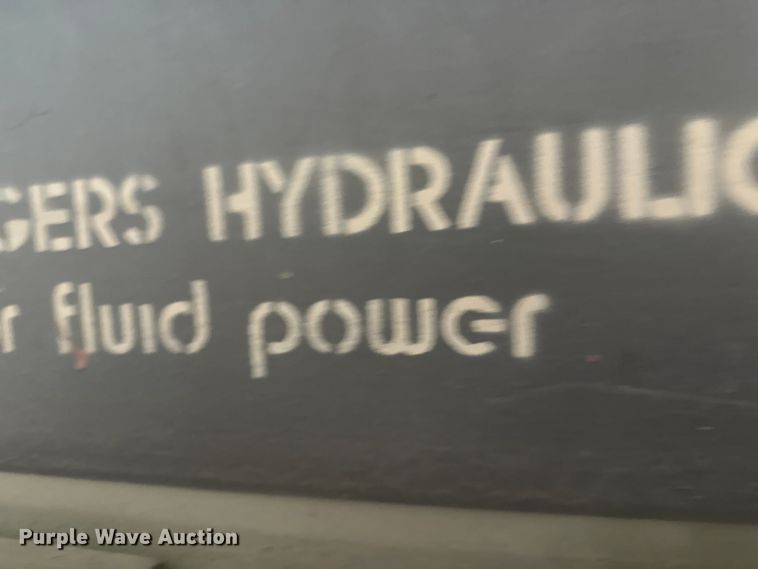 GERS HYDRAULIC
r fluid power
Purple Wave Auction